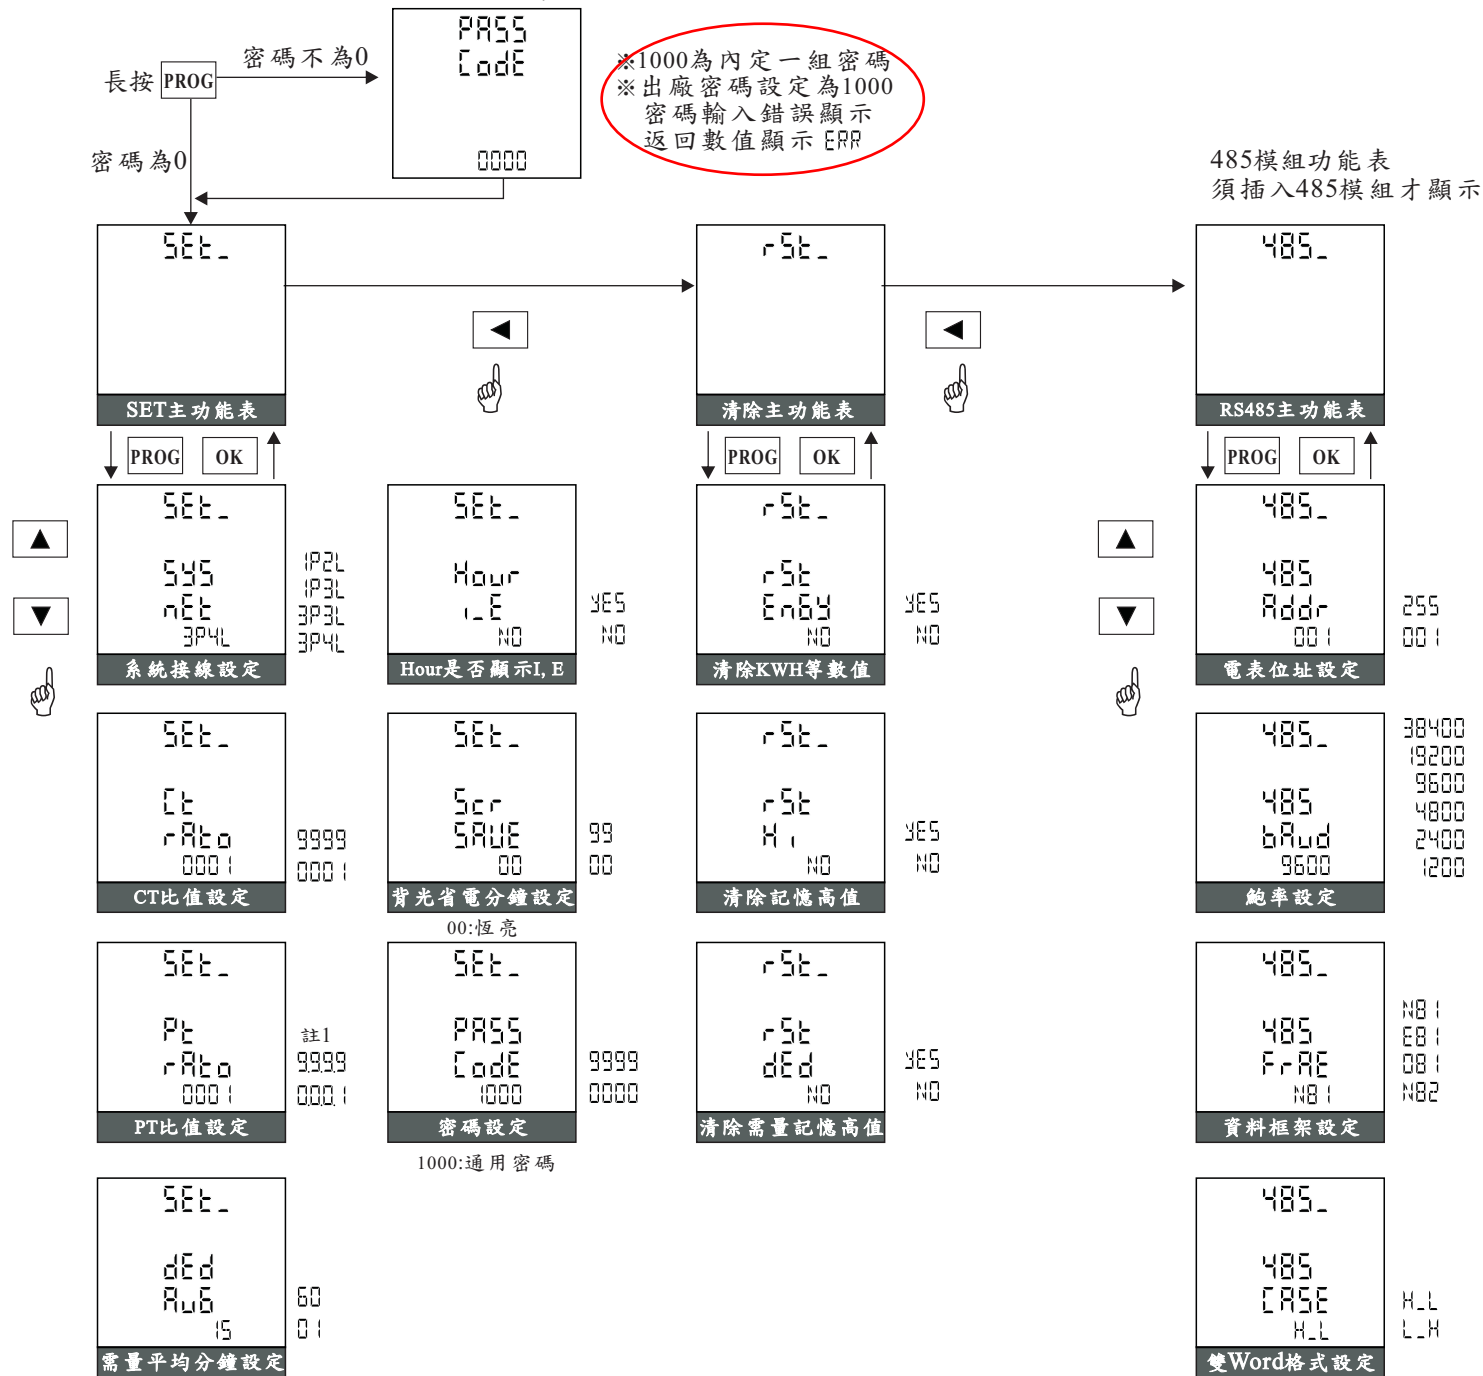 PASS
CodE
0000
長按 PROG
密碼不為0
密碼為0
※1000為內定一組密碼
※出廠密碼設定為1000
密碼輸入錯誤顯示
返回數值顯示 ERR
485模組功能表
須插入485模組才顯示
SEt_
SET主功能表
rSt_
清除主功能表
485_
RS485主功能表
PROG OK
PROG OK
PROG OK
SEt_
SYS
nEt
3P4L
系統接線設定
1P2L
1P3L
3P3L
3P4L
SEt_
Hour
i_E
NO
Hour是否顯示I, E
YES
NO
rSt_
rSt
EnGY
NO
清除KWH等數值
YES
NO
485_
485
Addr
001
電表位址設定
255
001
SEt_
Ct
rAto
0001
CT比值設定
9999
0001
SEt_
Scr
SAVE
00
背光省電分鐘設定
00:恆亮
99
00
rSt_
rSt
Hi
NO
清除記憶高值
YES
NO
485_
485
bAud
9600
鮑率設定
38400
19200
9600
4800
2400
1200
SEt_
Pt
rAto
0001
PT比值設定
註1
9.9.9.9
0.0.0.1
SEt_
PASS
CodE
1000
密碼設定
1000:通用密碼
9999
0000
rSt_
rSt
dEd
NO
清除需量記憶高值
YES
NO
485_
485
FrAE
N81
資料框架設定
N81
E81
O81
N82
SEt_
dEd
AvG
15
需量平均分鐘設定
60
01
485_
485
CASE
H_L
雙Word格式設定
H_L
L_H